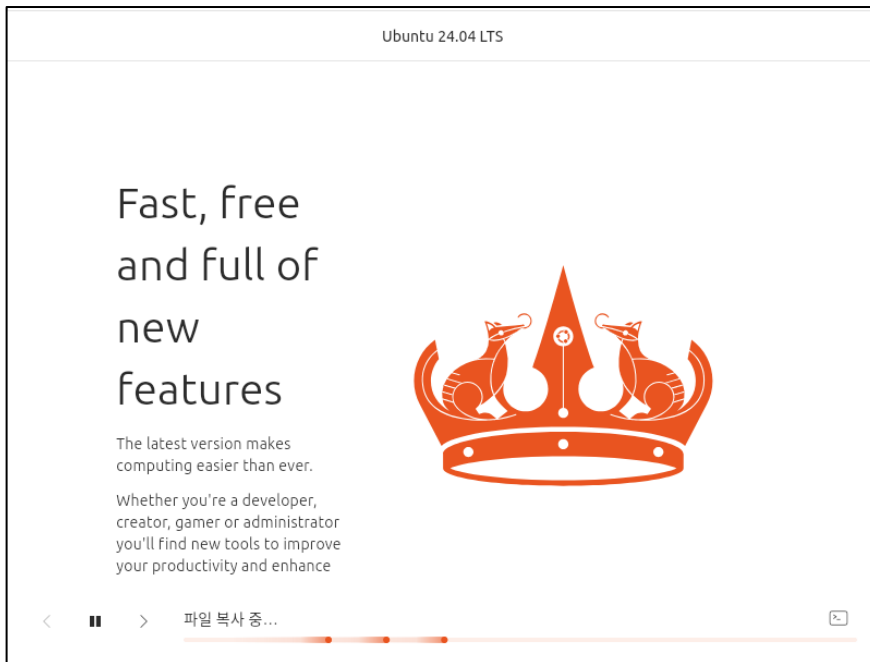 Ubuntu 24.04 LTS
Fast, free
and full of
new
features
The latest version makes
computing easier than ever.
Whether you're a developer,
creator, gamer or administrator
you'll find new tools to improve
your productivity and enhance
파일 복사 중...